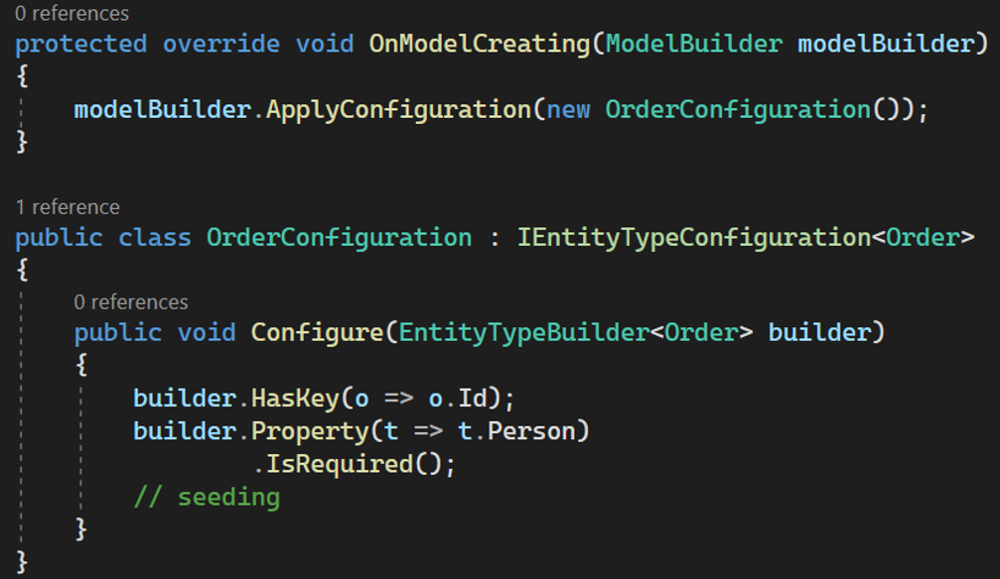 0 references
protected override void OnModelCreating(ModelBuilder modelBuilder)
{
    modelBuilder.ApplyConfiguration(new OrderConfiguration());
}
1 reference
public class OrderConfiguration : IEntityTypeConfiguration<Order>
{
    0 references
    public void Configure(EntityTypeBuilder<Order> builder)
    {
        builder.HasKey(o => o.Id);
        builder.Property(t => t.Person)
                .IsRequired();
        // seeding
    }
}